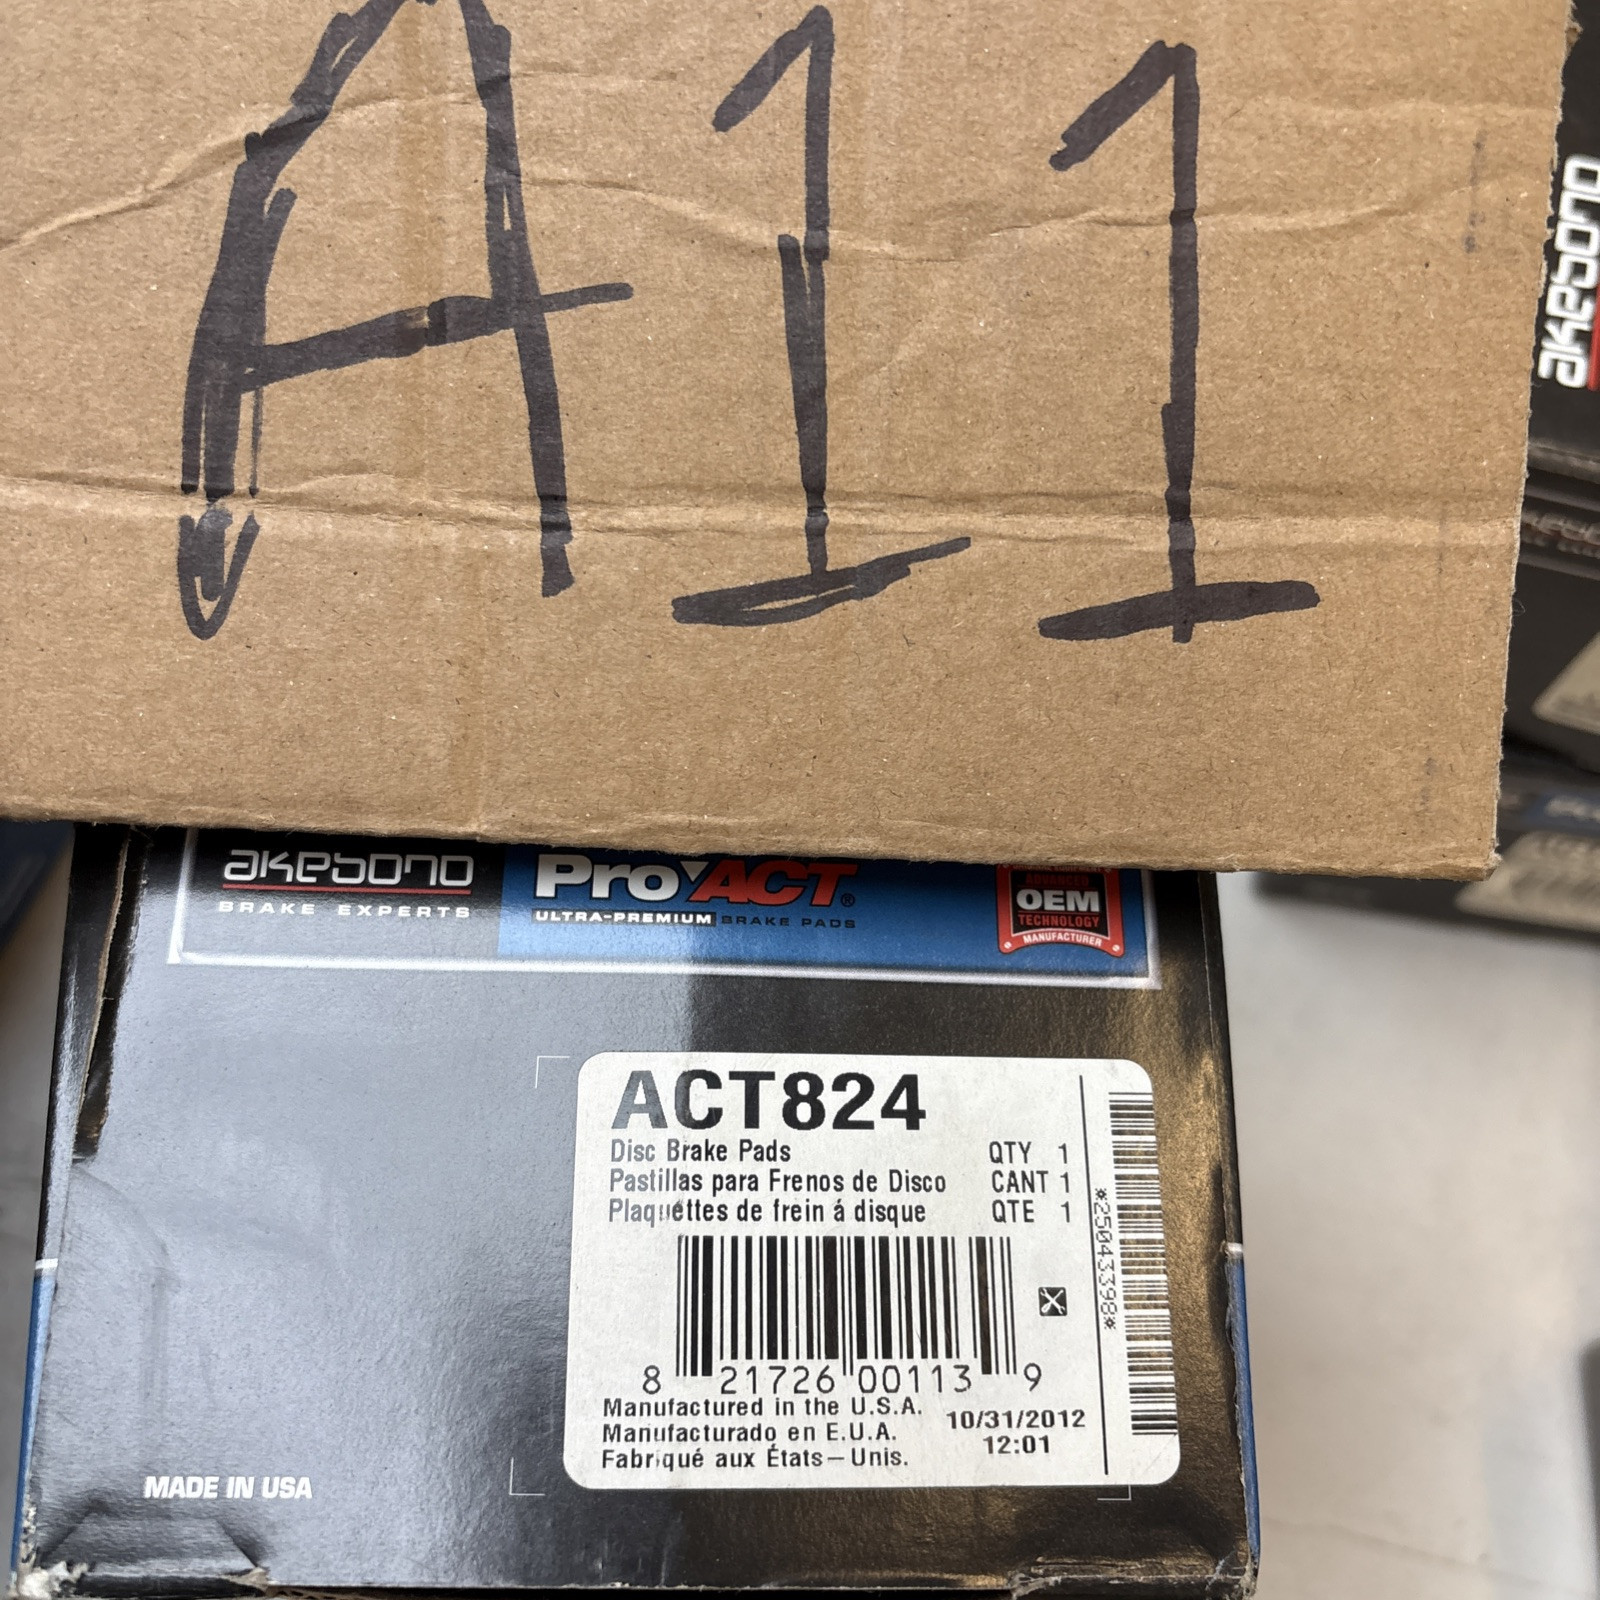 A11
akebono
akebono
BRAKE EXPERTS
ProACT®
ULTRA-PREMIUM BRAKE PADS
ADVANCED
OEM
TECHNOLOGY
MANUFACTURER
ACT824
Disc Brake Pads QTY 1
Pastillas para Frenos de Disco CANT 1
Plaquettes de frein á disque QTE 1
*25043398*
8 21726 00113 9
Manufactured in the U.S.A.
Manufacturado en E.U.A.
Fabriqué aux États-Unis.
10/31/2012
12:01
MADE IN USA